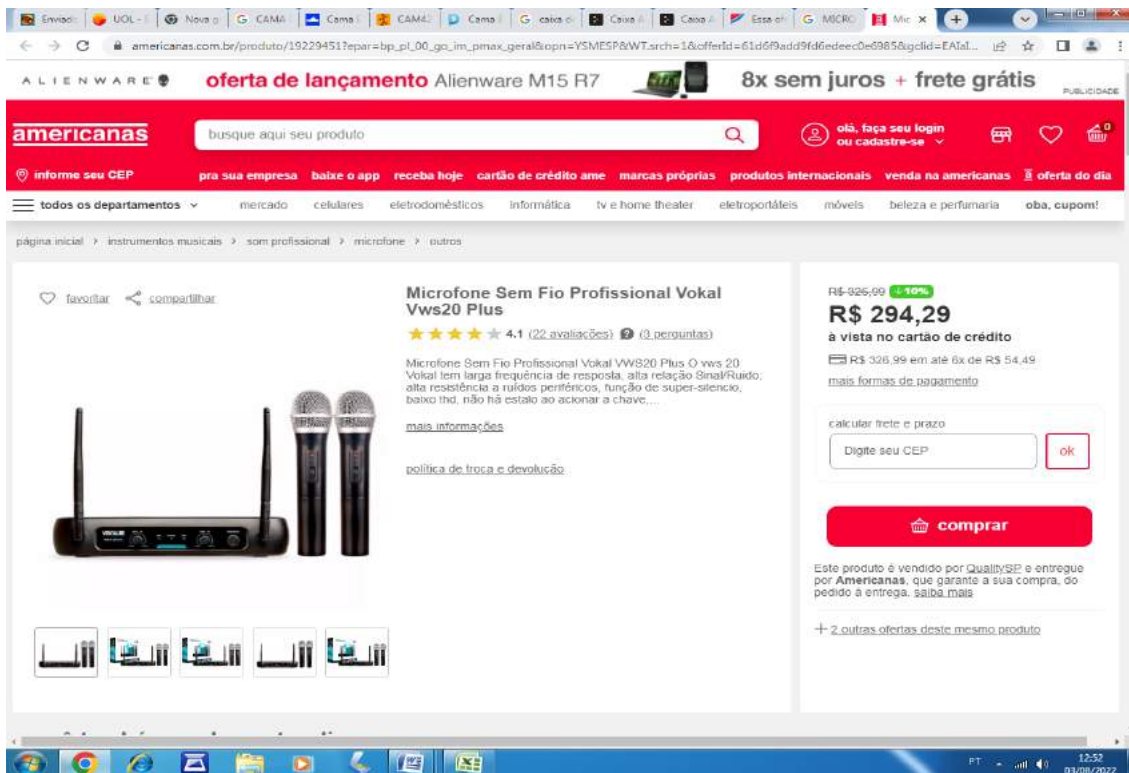 Enviad
UOL -
Nova g
CAMA
Cama
CAMA
Cama
caixa d
Caixa A
Caixa A
Essa of
MICRO
Mic
americanas.com.br/produto/19229451?epar=bp_pl_00_go_im_pmax_geral&opn=YSMESP&WT.srch=1&offerId=61d6f9add9fd6edeec0e6985&gclid=EAIaI...
ALIENWARE oferta de lançamento Alienware M15 R7 8x sem juros + frete grátis
PUBLICIDADE
americanas
busque aqui seu produto
olá, faça seu login
ou cadastre-se
0
informe seu CEP pra sua empresa baixe o app receba hoje cartão de crédito ame marcas próprias produtos internacionais venda na americanas oferta do dia
todos os departamentos mercado celulares eletrodomésticos informática tv e home theater eletroportáteis móveis beleza e perfumaria oba, cupom!
página inicial > instrumentos musicais > som profissional > microfone > outros
favoritar compartilhar
Microfone Sem Fio Profissional Vokal
Vws20 Plus
4.1 (22 avaliações) (3 perguntas)
Microfone Sem Fio Profissional Vokal VWS20 Plus O vws 20
Vokal tem larga frequência de resposta, alta relação Sinal/Ruído;
alta resistência a ruídos periféricos, função de super-silencio,
baixo thd, não há estalo ao acionar a chave,...
mais informações
política de troca e devolução
R$ 326,99 10%
R$ 294,29
à vista no cartão de crédito
R$ 326,99 em até 6x de R$ 54,49
mais formas de pagamento
calcular frete e prazo
Digite seu CEP
ok
comprar
Este produto é vendido por QualitySP e entregue
por Americanas, que garante a sua compra, do
pedido à entrega. saiba mais
+ 2 outras ofertas deste mesmo produto
PT
12:52
03/08/2022